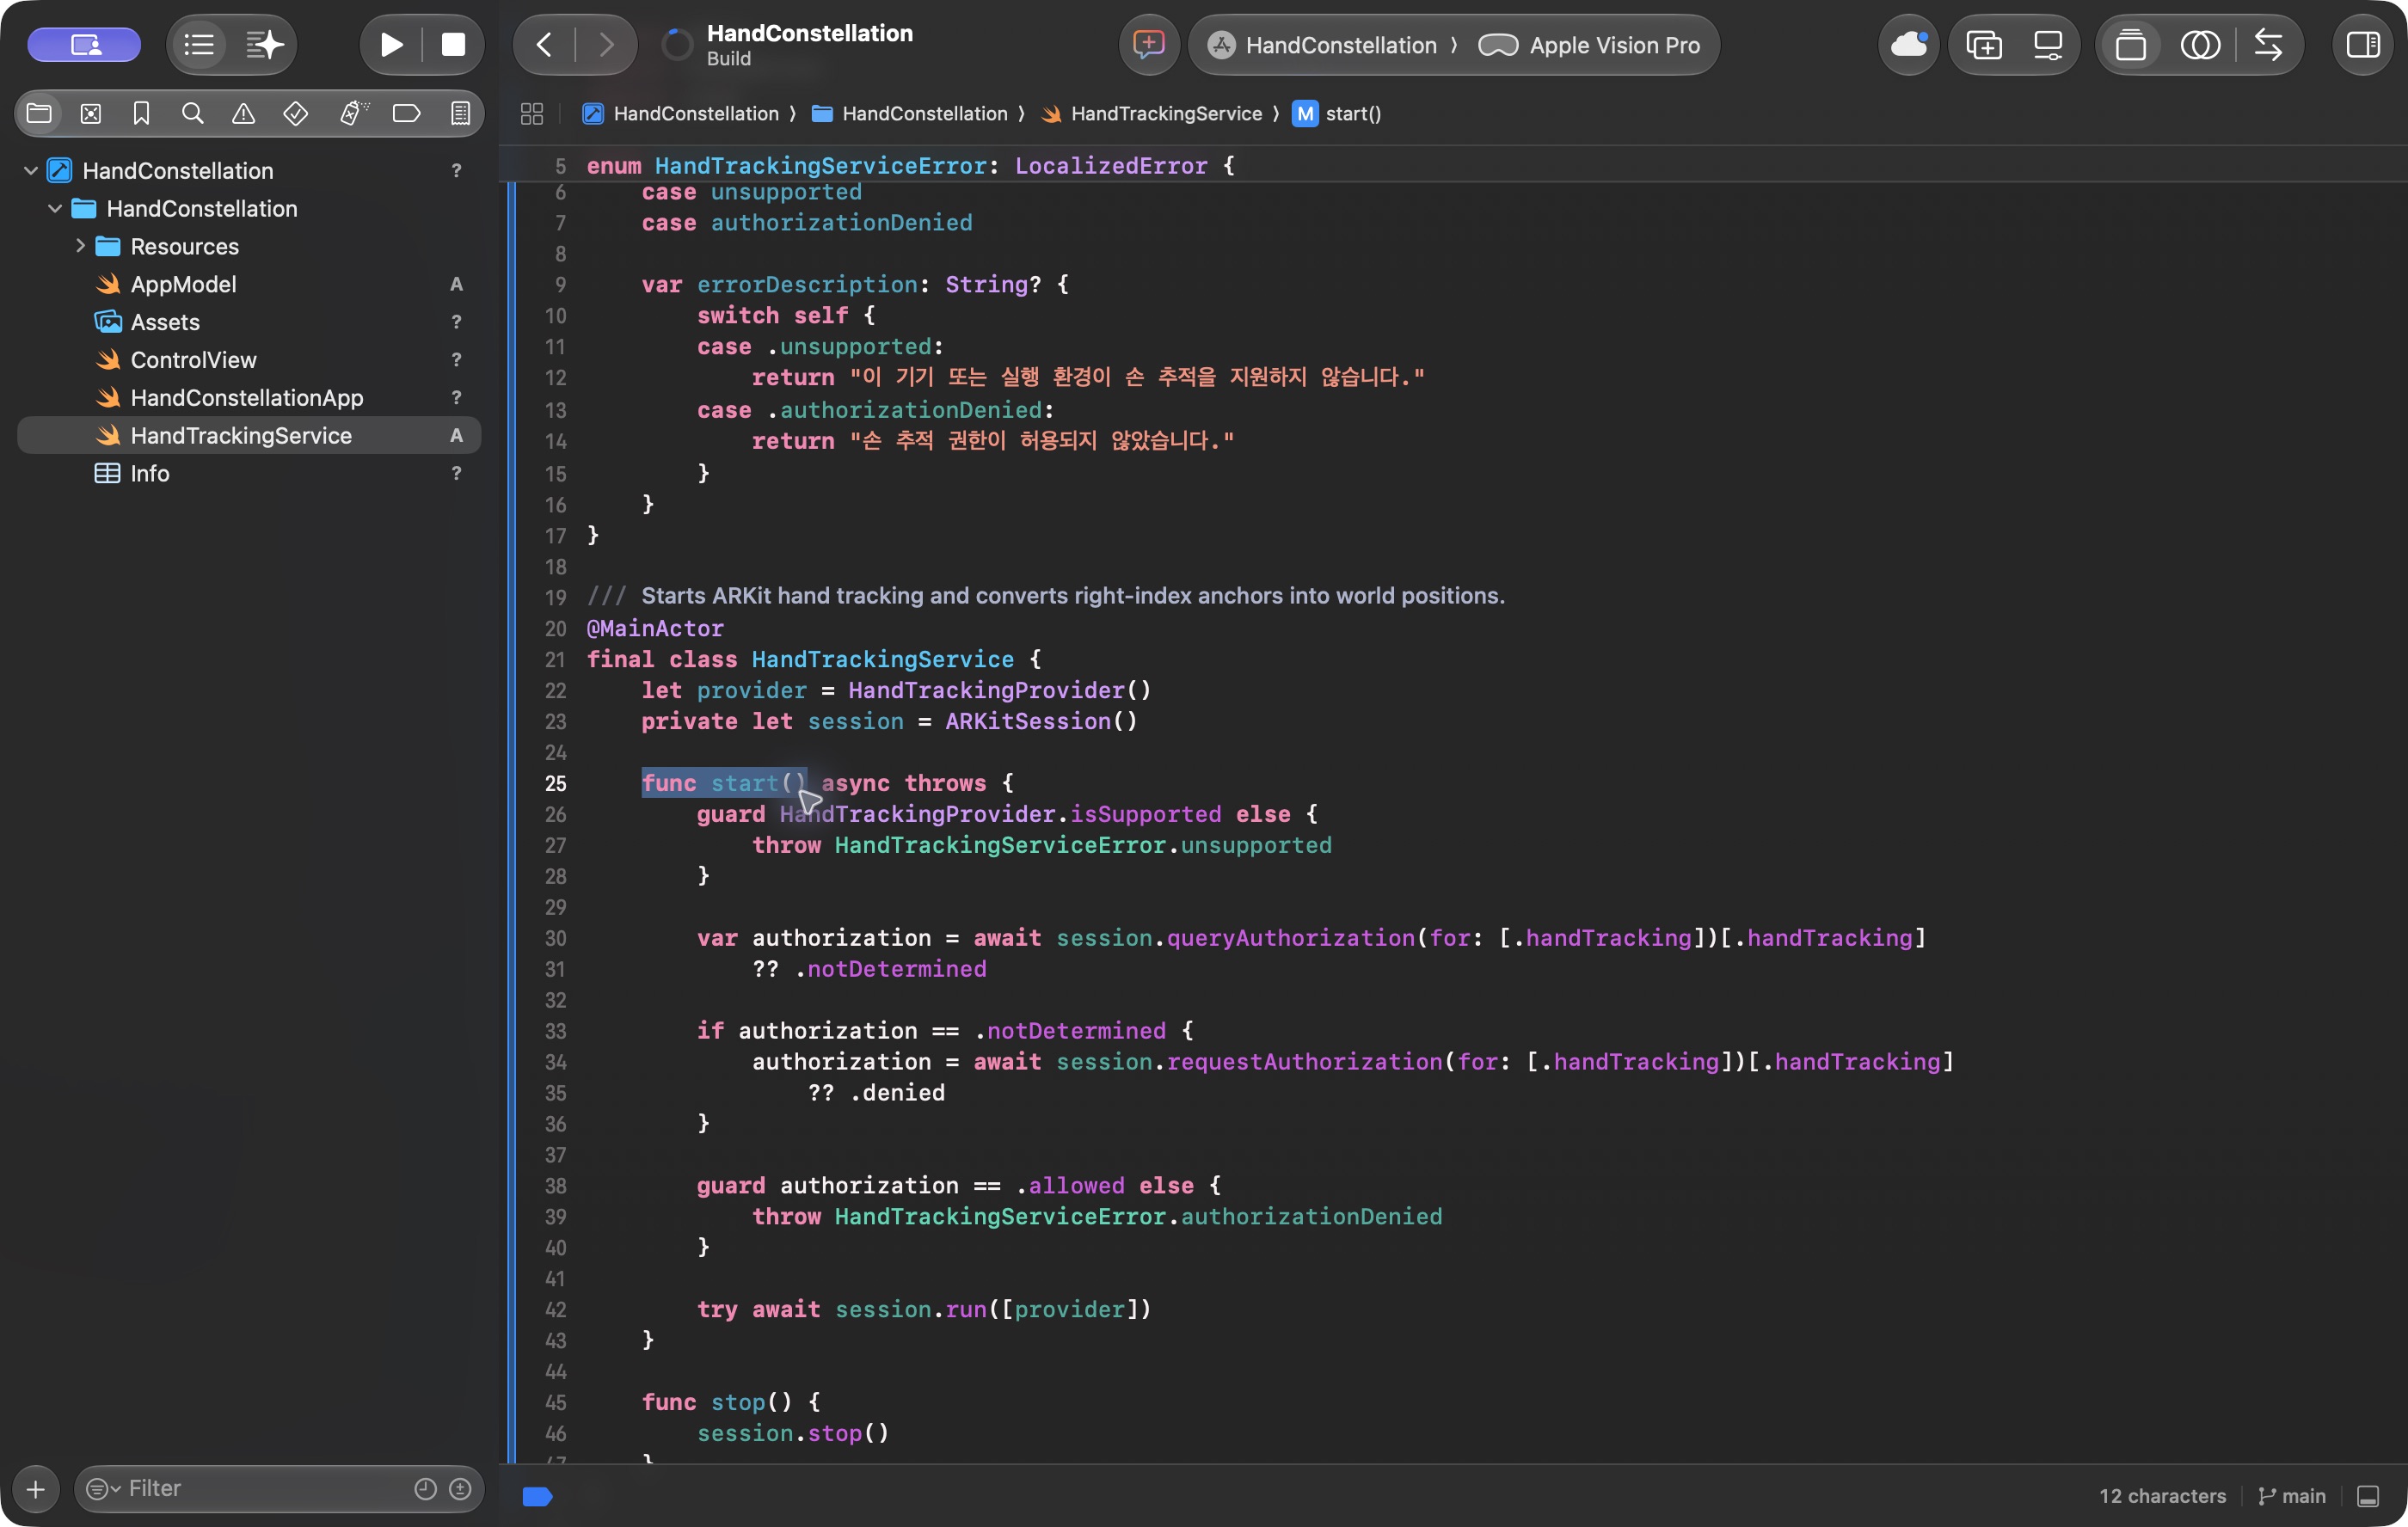 HandConstellation
Build
HandConstellation 〉 Apple Vision Pro
HandConstellation 〉 HandConstellation 〉 HandTrackingService 〉 M start()
HandConstellation ?
HandConstellation
Resources
AppModel A
Assets ?
ControlView ?
HandConstellationApp ?
HandTrackingService A
Info ?
Filter
5 enum HandTrackingServiceError: LocalizedError {
6     case unsupported
7     case authorizationDenied
8
9     var errorDescription: String? {
10         switch self {
11         case .unsupported:
12             return "이 기기 또는 실행 환경이 손 추적을 지원하지 않습니다."
13         case .authorizationDenied:
14             return "손 추적 권한이 허용되지 않았습니다."
15         }
16     }
17 }
18
19 /// Starts ARKit hand tracking and converts right-index anchors into world positions.
20 @MainActor
21 final class HandTrackingService {
22     let provider = HandTrackingProvider()
23     private let session = ARKitSession()
24
25     func start() async throws {
26         guard HandTrackingProvider.isSupported else {
27             throw HandTrackingServiceError.unsupported
28         }
29
30         var authorization = await session.queryAuthorization(for: [.handTracking])[.handTracking]
31             ?? .notDetermined
32
33         if authorization == .notDetermined {
34             authorization = await session.requestAuthorization(for: [.handTracking])[.handTracking]
35                 ?? .denied
36         }
37
38         guard authorization == .allowed else {
39             throw HandTrackingServiceError.authorizationDenied
40         }
41
42         try await session.run([provider])
43     }
44
45     func stop() {
46         session.stop()
47     }
12 characters
main